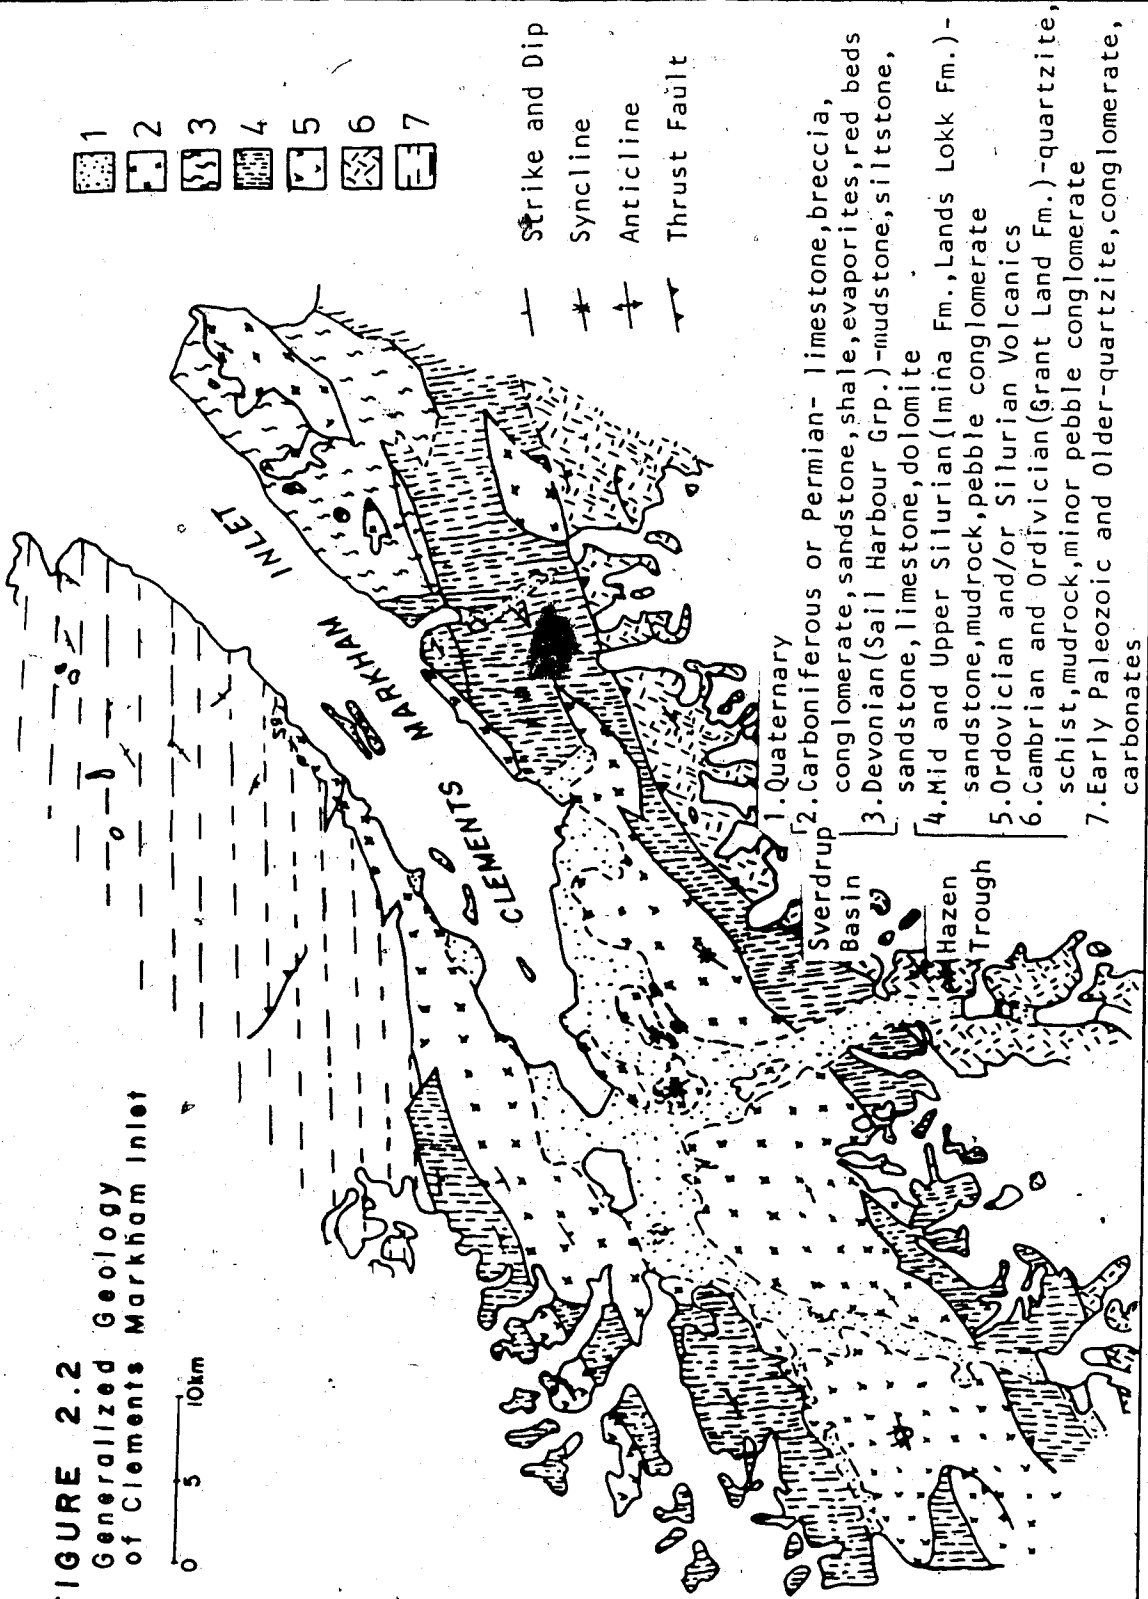 IGURE 2.2
Generalized Geology
of Clements Markham Inlet
0 5 10km
CLEMENTS MARKHAM INLET
1
2
3
4
5
6
7
Strike and Dip
Syncline
Anticline
Thrust Fault
1.Quaternary
2.Carboniferous or Permian- limestone,breccia,
conglomerate,sandstone,shale,evaporites,red beds
3.Devonian(Sail Harbour Grp.)-mudstone,siltstone,
sandstone,limestone,dolomite
4.Mid and Upper Silurian(Imina Fm.,Lands Lokk Fm.)-
sandstone,mudrock,pebble conglomerate
5.Ordovician and/or Silurian Volcanics
6.Cambrian and Ordivician(Grant Land Fm.)-quartzite,
schist,mudrock,minor pebble conglomerate
7.Early Paleozoic and Older-quartzite,conglomerate,
carbonates
Sverdrup
Basin
Hazen
Trough